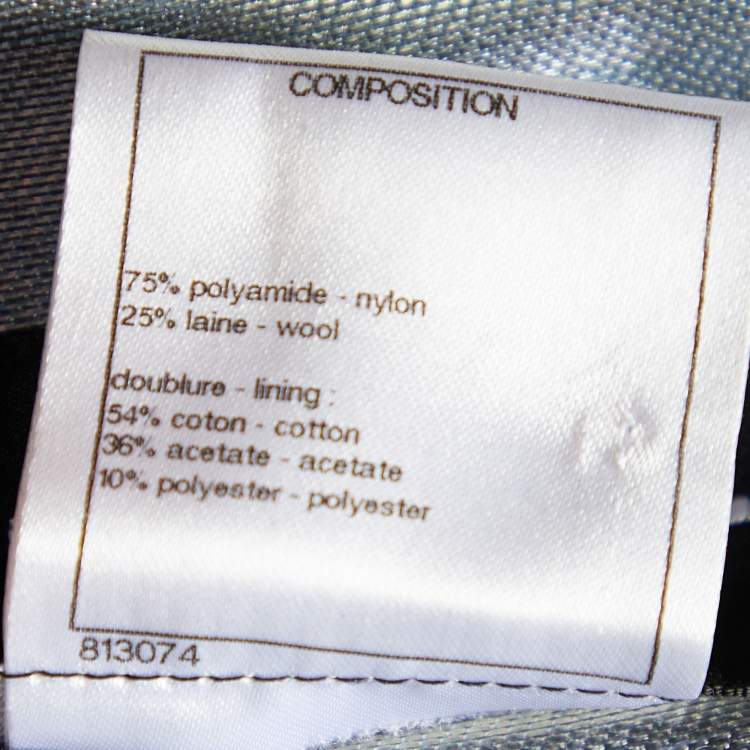 COMPOSITION
75% polyamide - nylon
25% laine - wool
doublure - lining :
54% coton - cotton
36% acetate - acetate
10% polyester - polyester
813074